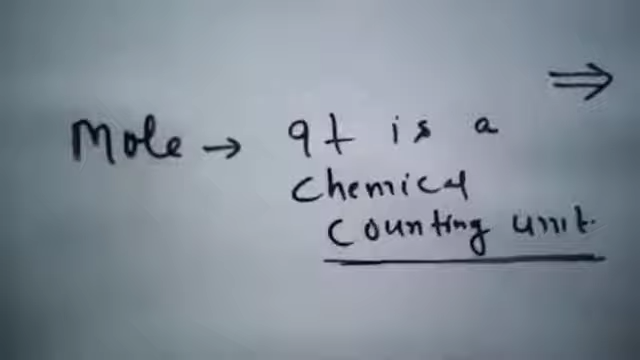 Mole → It is a ⇒
Chemical
Counting unit.